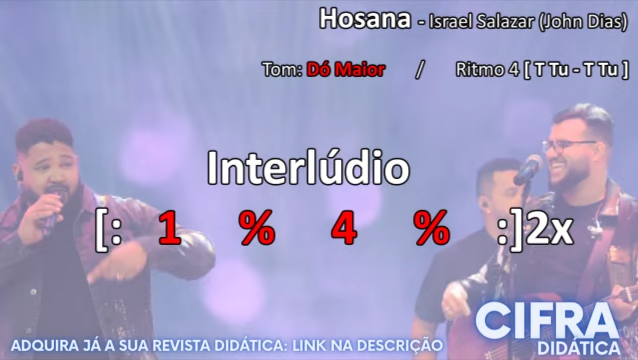 Hosana - Israel Salazar (John Dias)
Tom: Dó Maior / Ritmo 4 [ T Tu - T Tu ]
Interlúdio
[: 1 % 4 % :]2x
CIFRA
DIDÁTICA
ADQUIRA JÁ A SUA REVISTA DIDÁTICA: LINK NA DESCRIÇÃO